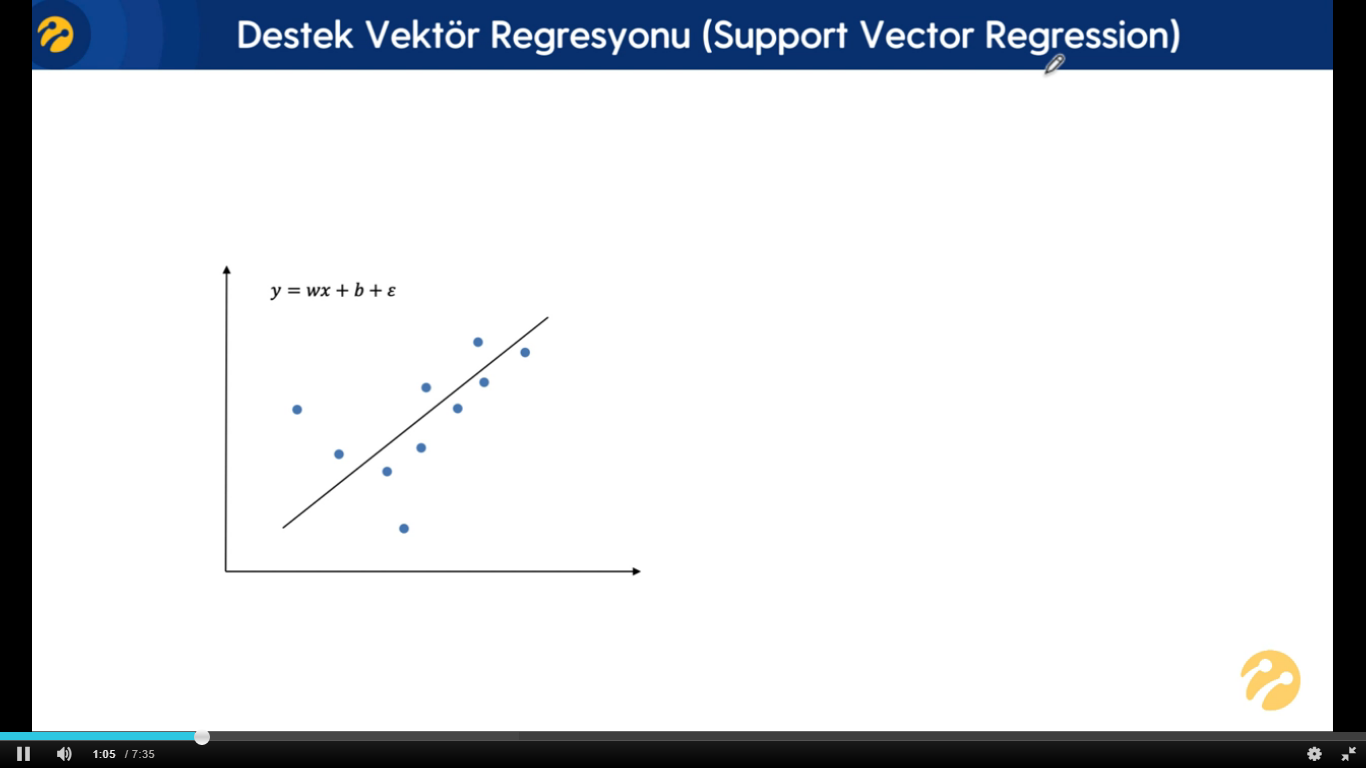 Destek Vektör Regresyonu (Support Vector Regression)
y = wx + b + ε
1:05 / 7:35